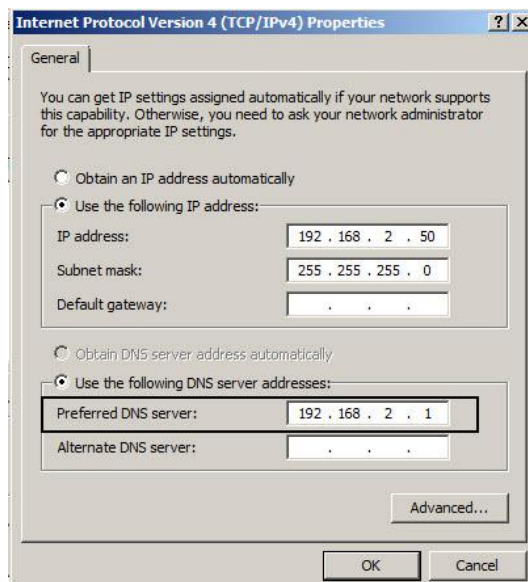 Internet Protocol Version 4 (TCP/IPv4) Properties
? X
General
You can get IP settings assigned automatically if your network supports
this capability. Otherwise, you need to ask your network administrator
for the appropriate IP settings.
Obtain an IP address automatically
Use the following IP address:
IP address: 192 . 168 . 2 . 50
Subnet mask: 255 . 255 . 255 . 0
Default gateway: . . .
Obtain DNS server address automatically
Use the following DNS server addresses:
Preferred DNS server: 192 . 168 . 2 . 1
Alternate DNS server: . . .
Advanced...
OK Cancel